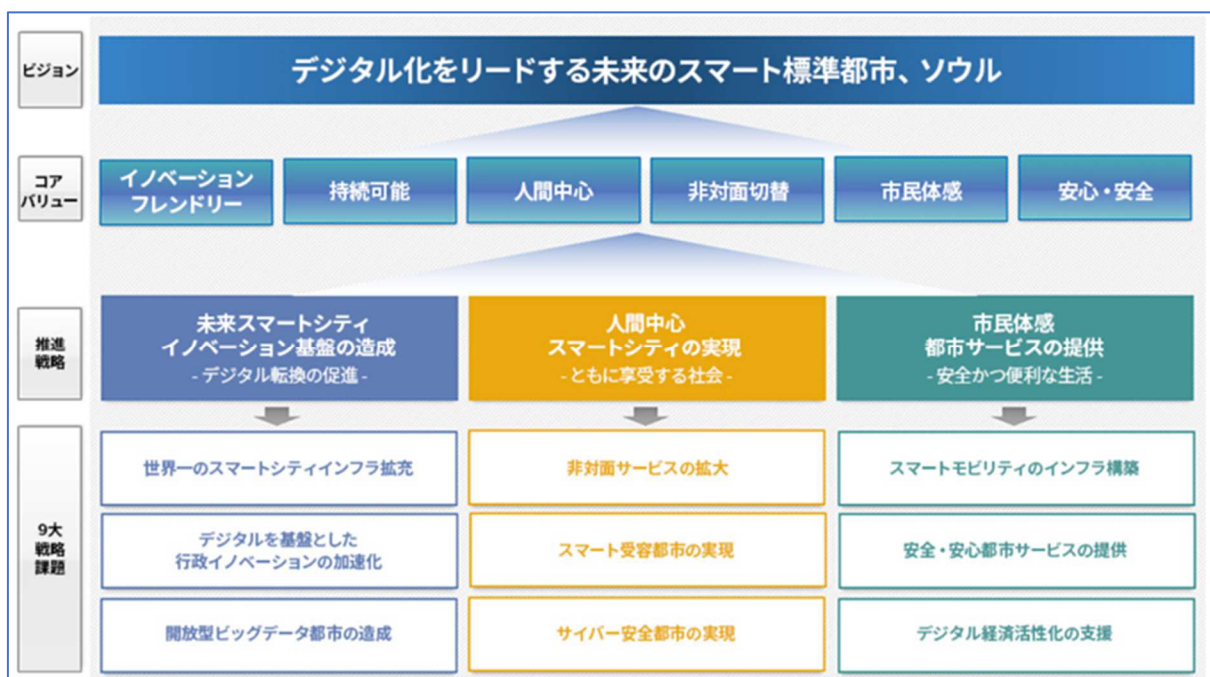 ビジョン
デジタル化をリードする未来のスマート標準都市、ソウル
コア
バリュー
イノベーション
フレンドリー
持続可能
人間中心
非対面切替
市民体感
安心・安全
推進
戦略
未来スマートシティ
イノベーション基盤の造成
- デジタル転換の促進 -
人間中心
スマートシティの実現
- ともに享受する社会 -
市民体感
都市サービスの提供
- 安全かつ便利な生活 -
9大
戦略
課題
世界一のスマートシティインフラ拡充
非対面サービスの拡大
スマートモビリティのインフラ構築
デジタルを基盤とした
行政イノベーションの加速化
スマート受容都市の実現
安全・安心都市サービスの提供
開放型ビッグデータ都市の造成
サイバー安全都市の実現
デジタル経済活性化の支援